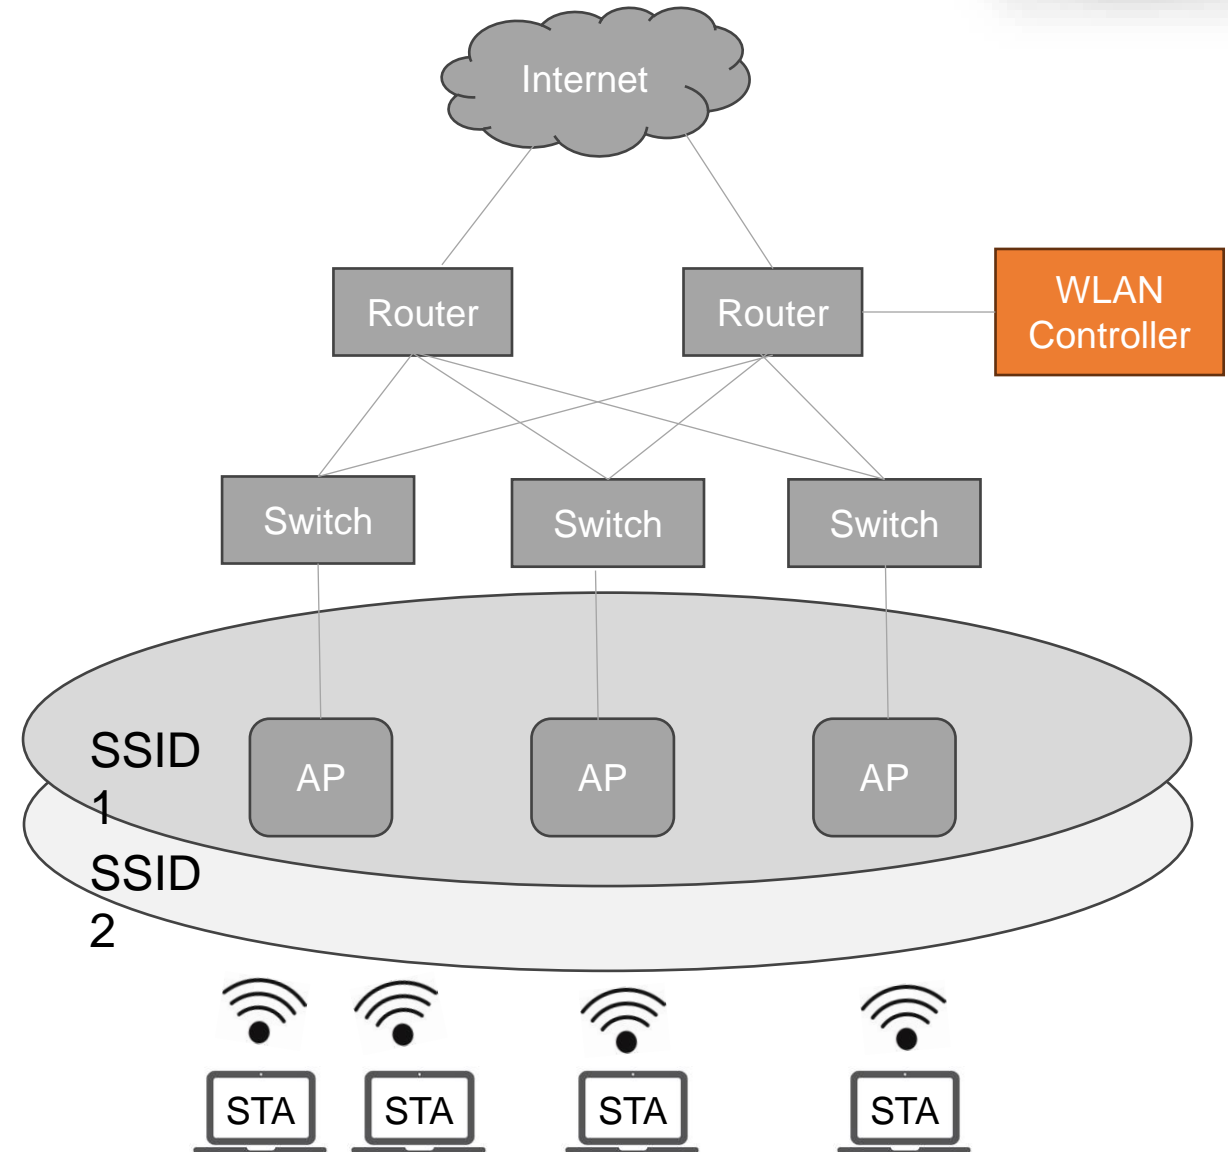 Internet
Router
Router
WLAN
Controller
Switch
Switch
Switch
SSID
1
AP
AP
AP
SSID
2
STA
STA
STA
STA